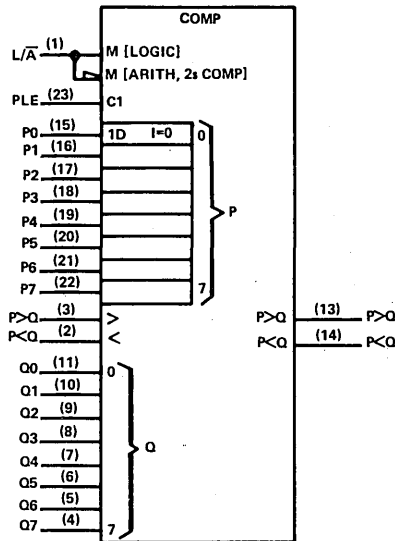 COMP
L/A̅ (1) M [LOGIC]
M [ARITH, 2s COMP]
PLE (23) C1
P0 (15) 1D I=0 0
P1 (16)
P2 (17)
P3 (18)
P4 (19) P
P5 (20)
P6 (21)
P7 (22) 7
P>Q (3) > P>Q (13) P>Q
P<Q (2) < P<Q (14) P<Q
Q0 (11) 0
Q1 (10)
Q2 (9)
Q3 (8)
Q4 (7) Q
Q5 (6)
Q6 (5)
Q7 (4) 7